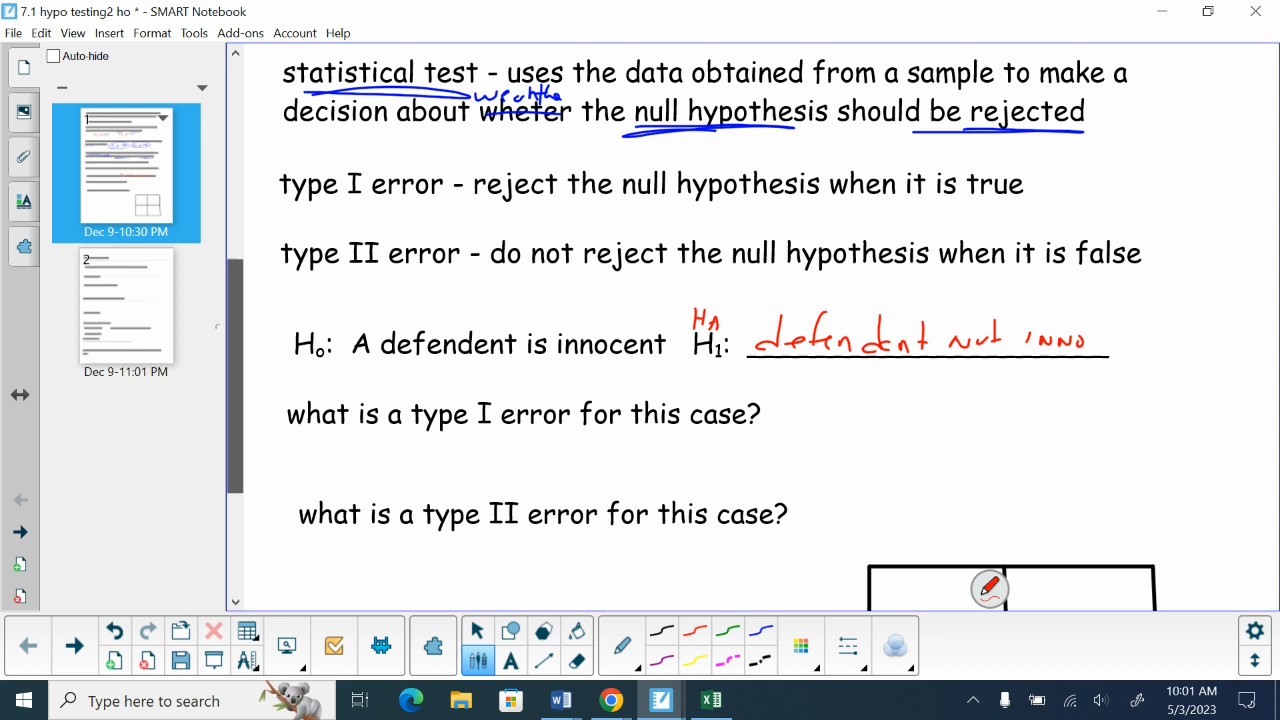 7.1 hypo testing2 ho * - SMART Notebook
File Edit View Insert Format Tools Add-ons Account Help
Auto-hide
1
Dec 9-10:30 PM
2
Dec 9-11:01 PM
statistical test - uses the data obtained from a sample to make a
decision about wheter the null hypothesis should be rejected
type I error - reject the null hypothesis when it is true
type II error - do not reject the null hypothesis when it is false
HA
Ho: A defendent is innocent H1: defendent not inno
what is a type I error for this case?
what is a type II error for this case?
Type here to search
10:01 AM
5/3/2023